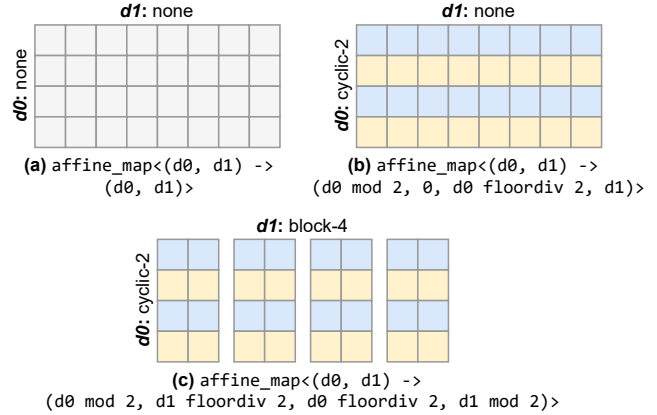 d1: none
d0: none
(a) affine_map<(d0, d1) ->
(d0, d1)>
d1: none
d0: cyclic-2
(b) affine_map<(d0, d1) ->
(d0 mod 2, 0, d0 floordiv 2, d1)>
d1: block-4
d0: cyclic-2
(c) affine_map<(d0, d1) ->
(d0 mod 2, d1 floordiv 2, d0 floordiv 2, d1 mod 2)>